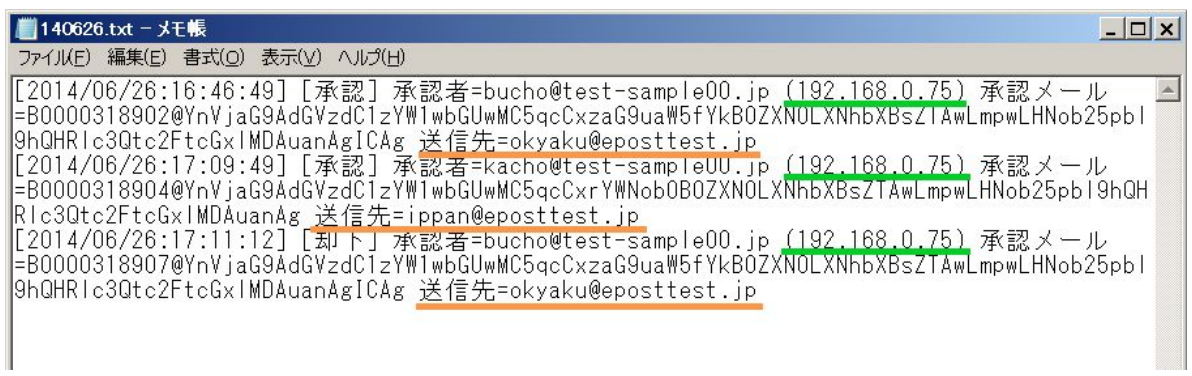 140626.txt - メモ帳
ファイル(F) 編集(E) 書式(O) 表示(V) ヘルプ(H)
[2014/06/26:16:46:49] [承認] 承認者=bucho@test-sample00.jp (192.168.0.75) 承認メール
=B0000318902@YnVjaG9AdGVzdC1zYW1wbGUwMC5qcCxzaG9uaW5fYkB0ZXN0LXNhbXBsZTAwLmpwLHNob25pbl
9hQHRlc3Qtc2FtcGxlMDAuanAgICAg 送信先=okyaku@eposttest.jp
[2014/06/26:17:09:49] [承認] 承認者=kacho@test-sample00.jp (192.168.0.75) 承認メール
=B0000318904@YnVjaG9AdGVzdC1zYW1wbGUwMC5qcCxrYWNob0B0ZXN0LXNhbXBsZTAwLmpwLHNob25pbl9hQH
Rlc3Qtc2FtcGxlMDAuanAg 送信先=ippan@eposttest.jp
[2014/06/26:17:11:12] [却下] 承認者=bucho@test-sample00.jp (192.168.0.75) 承認メール
=B0000318907@YnVjaG9AdGVzdC1zYW1wbGUwMC5qcCxzaG9uaW5fYkB0ZXN0LXNhbXBsZTAwLmpwLHNob25pbl
9hQHRlc3Qtc2FtcGxlMDAuanAgICAg 送信先=okyaku@eposttest.jp